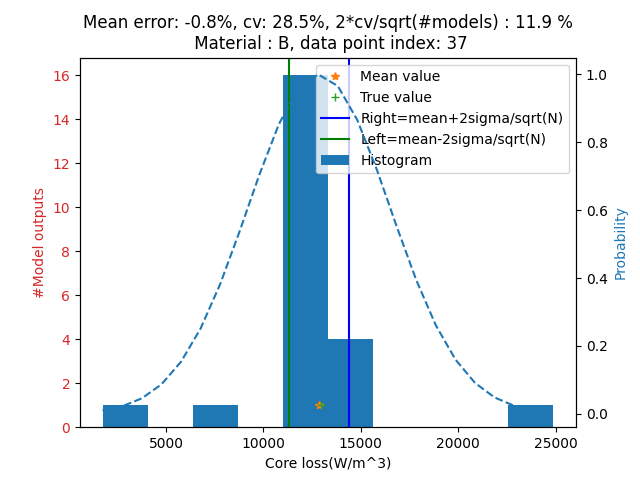 Mean error: -0.8%, cv: 28.5%, 2*cv/sqrt(#models) : 11.9 %
Material : B, data point index: 37
Mean value
True value
Right=mean+2sigma/sqrt(N)
Left=mean-2sigma/sqrt(N)
Histogram
#Model outputs
16
14
12
10
8
6
4
2
0
1.0
0.8
0.6
0.4
0.2
0.0
Probability
5000 10000 15000 20000 25000
Core loss(W/m^3)